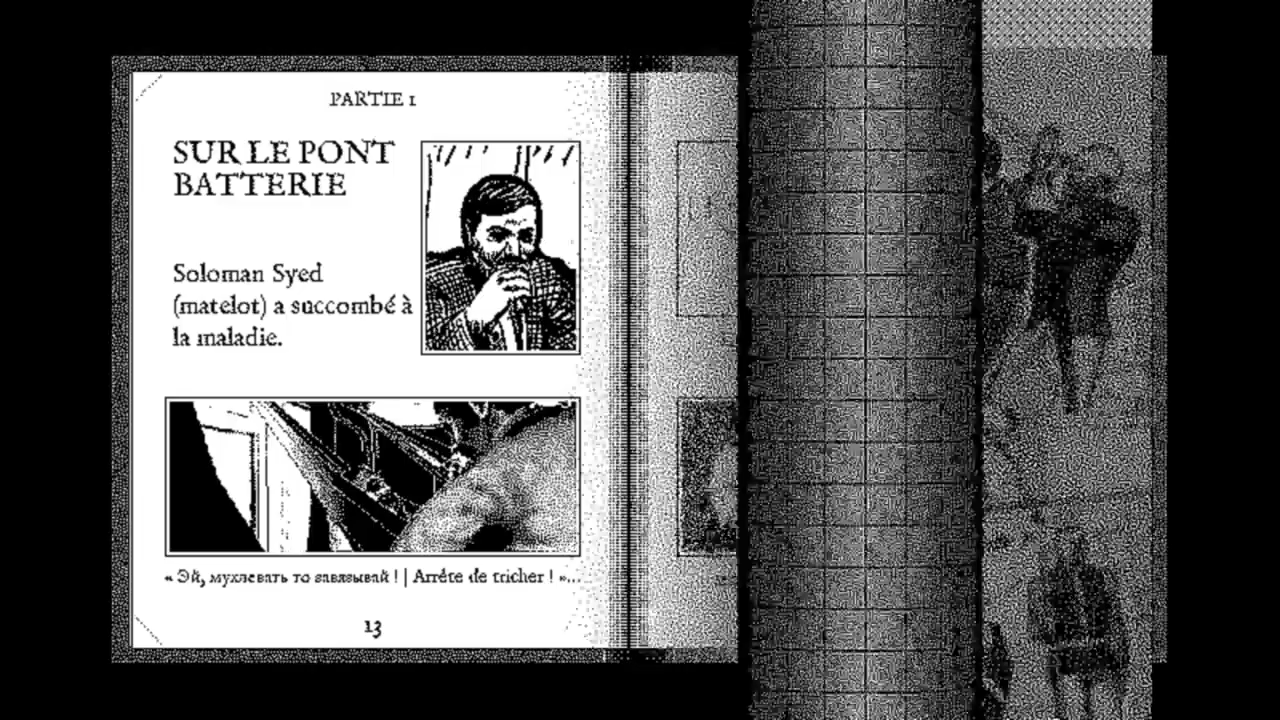 PARTIE 1
SUR LE PONT
BATTERIE
Soloman Syed
(matelot) a succombé à
la maladie.
« Эй, мухлевать то завязывай ! | Arrête de tricher ! »...
13